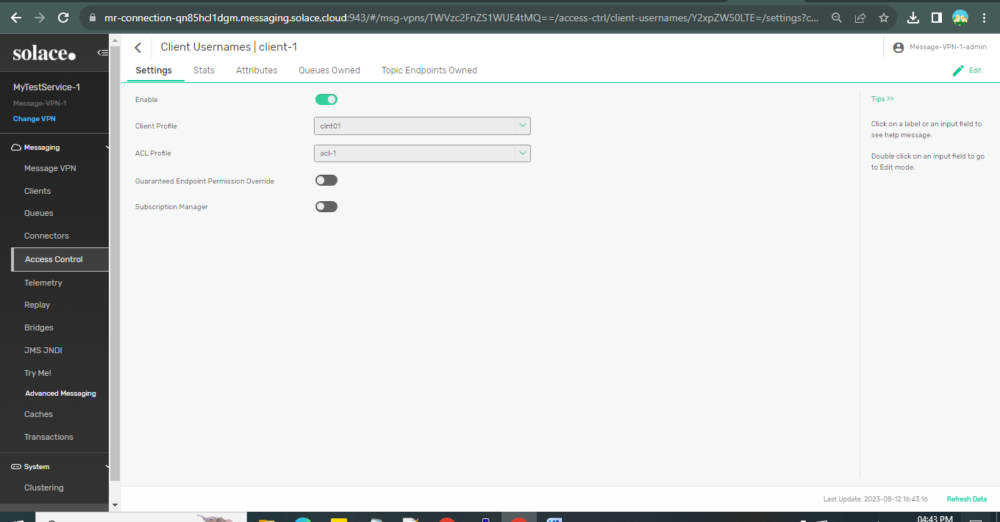 mr-connection-qn85hcl1dgm.messaging.solace.cloud:943/#/msg-vpns/TWVzc2FnZS1WUE4tMQ==/access-ctrl/client-usernames/Y2xpZW50LTE=/settings?c...
solace.
Client Usernames | client-1
Message-VPN-1-admin
Settings
Stats
Attributes
Queues Owned
Topic Endpoints Owned
Edit
MyTestService-1
Message-VPN-1
Change VPN
Messaging
Message VPN
Clients
Queues
Connectors
Access Control
Telemetry
Replay
Bridges
JMS JNDI
Try Me!
Advanced Messaging
Caches
Transactions
System
Clustering
Enable
Client Profile
clnt01
ACL Profile
acl-1
Guaranteed Endpoint Permission Override
Subscription Manager
Tips >>
Click on a label or an input field to
see help message.
Double click on an input field to go
to Edit mode.
Last Update: 2023-08-12 16:43:16
Refresh Data
04:43 PM